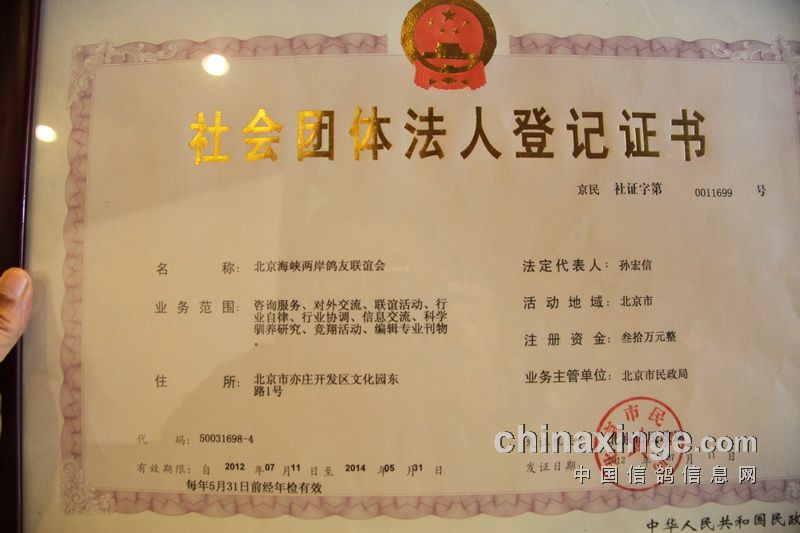 社会团体法人登记证书
京民 社证字第 0011699 号
名 称: 北京海峡两岸鸽友联谊会
业务范围: 咨询服务、对外交流、联谊活动、行
业自律、行业协调、信息交流、科学
驯养研究、竞翔活动、编辑专业刊物
。
住 所: 北京市亦庄开发区文化园东
路1号
代 码: 50031698-4
有效期限: 自 2012 年 07 月 11 日 至 2014 年 05 月 31 日
每年5月31日前经年检有效
法定代表人: 孙宏信
活动地域: 北京市
注册资金: 叁拾万元整
业务主管单位: 北京市民政局
chinaxinge.com
发证日期
中国信鸽信息网
中华人民共和国民政